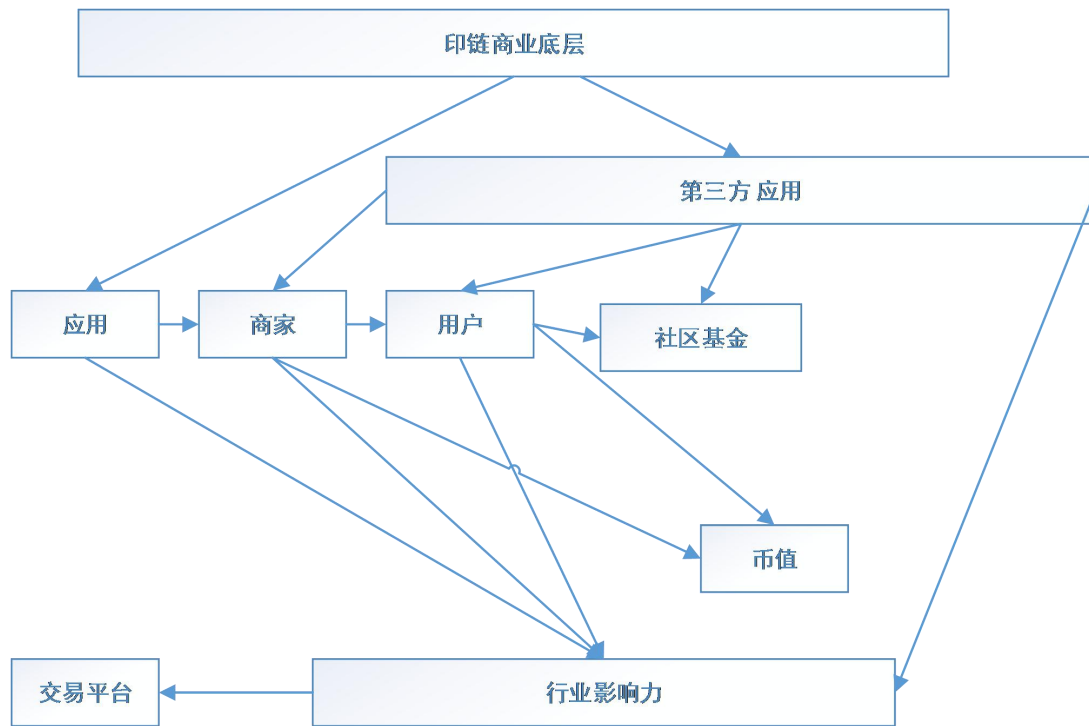 印链商业底层
第三方应用
应用
商家
用户
社区基金
币值
交易平台
行业影响力